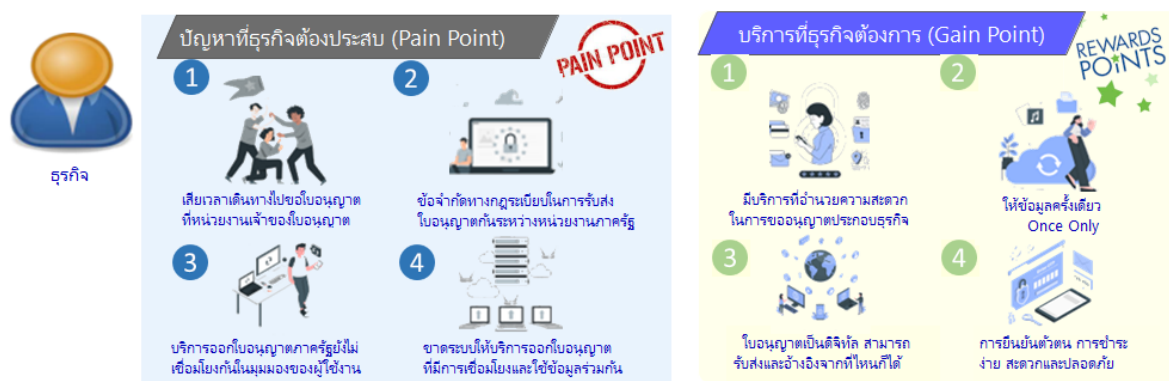 ธุรกิจ
ปัญหาที่ธุรกิจต้องประสบ (Pain Point)
PAIN POINT
1
เสียเวลาเดินทางไปขอใบอนุญาต
ที่หน่วยงานเจ้าของใบอนุญาต
2
ข้อจำกัดทางกฎระเบียบในการรับส่ง
ใบอนุญาตกันระหว่างหน่วยงานภาครัฐ
3
บริการออกใบอนุญาตภาครัฐยังไม่
เชื่อมโยงกันในมุมมองของผู้ใช้งาน
4
ขาดระบบให้บริการออกใบอนุญาต
ที่มีการเชื่อมโยงและใช้ข้อมูลร่วมกัน
บริการที่ธุรกิจต้องการ (Gain Point)
REWARDS
POiNTS
1
มีบริการที่อำนวยความสะดวก
ในการขออนุญาตประกอบธุรกิจ
2
ให้ข้อมูลครั้งเดียว
Once Only
3
ใบอนุญาตเป็นดิจิทัล สามารถ
รับส่งและอ้างอิงจากที่ไหนก็ได้
4
การยืนยันตัวตน การชำระ
ง่าย สะดวกและปลอดภัย